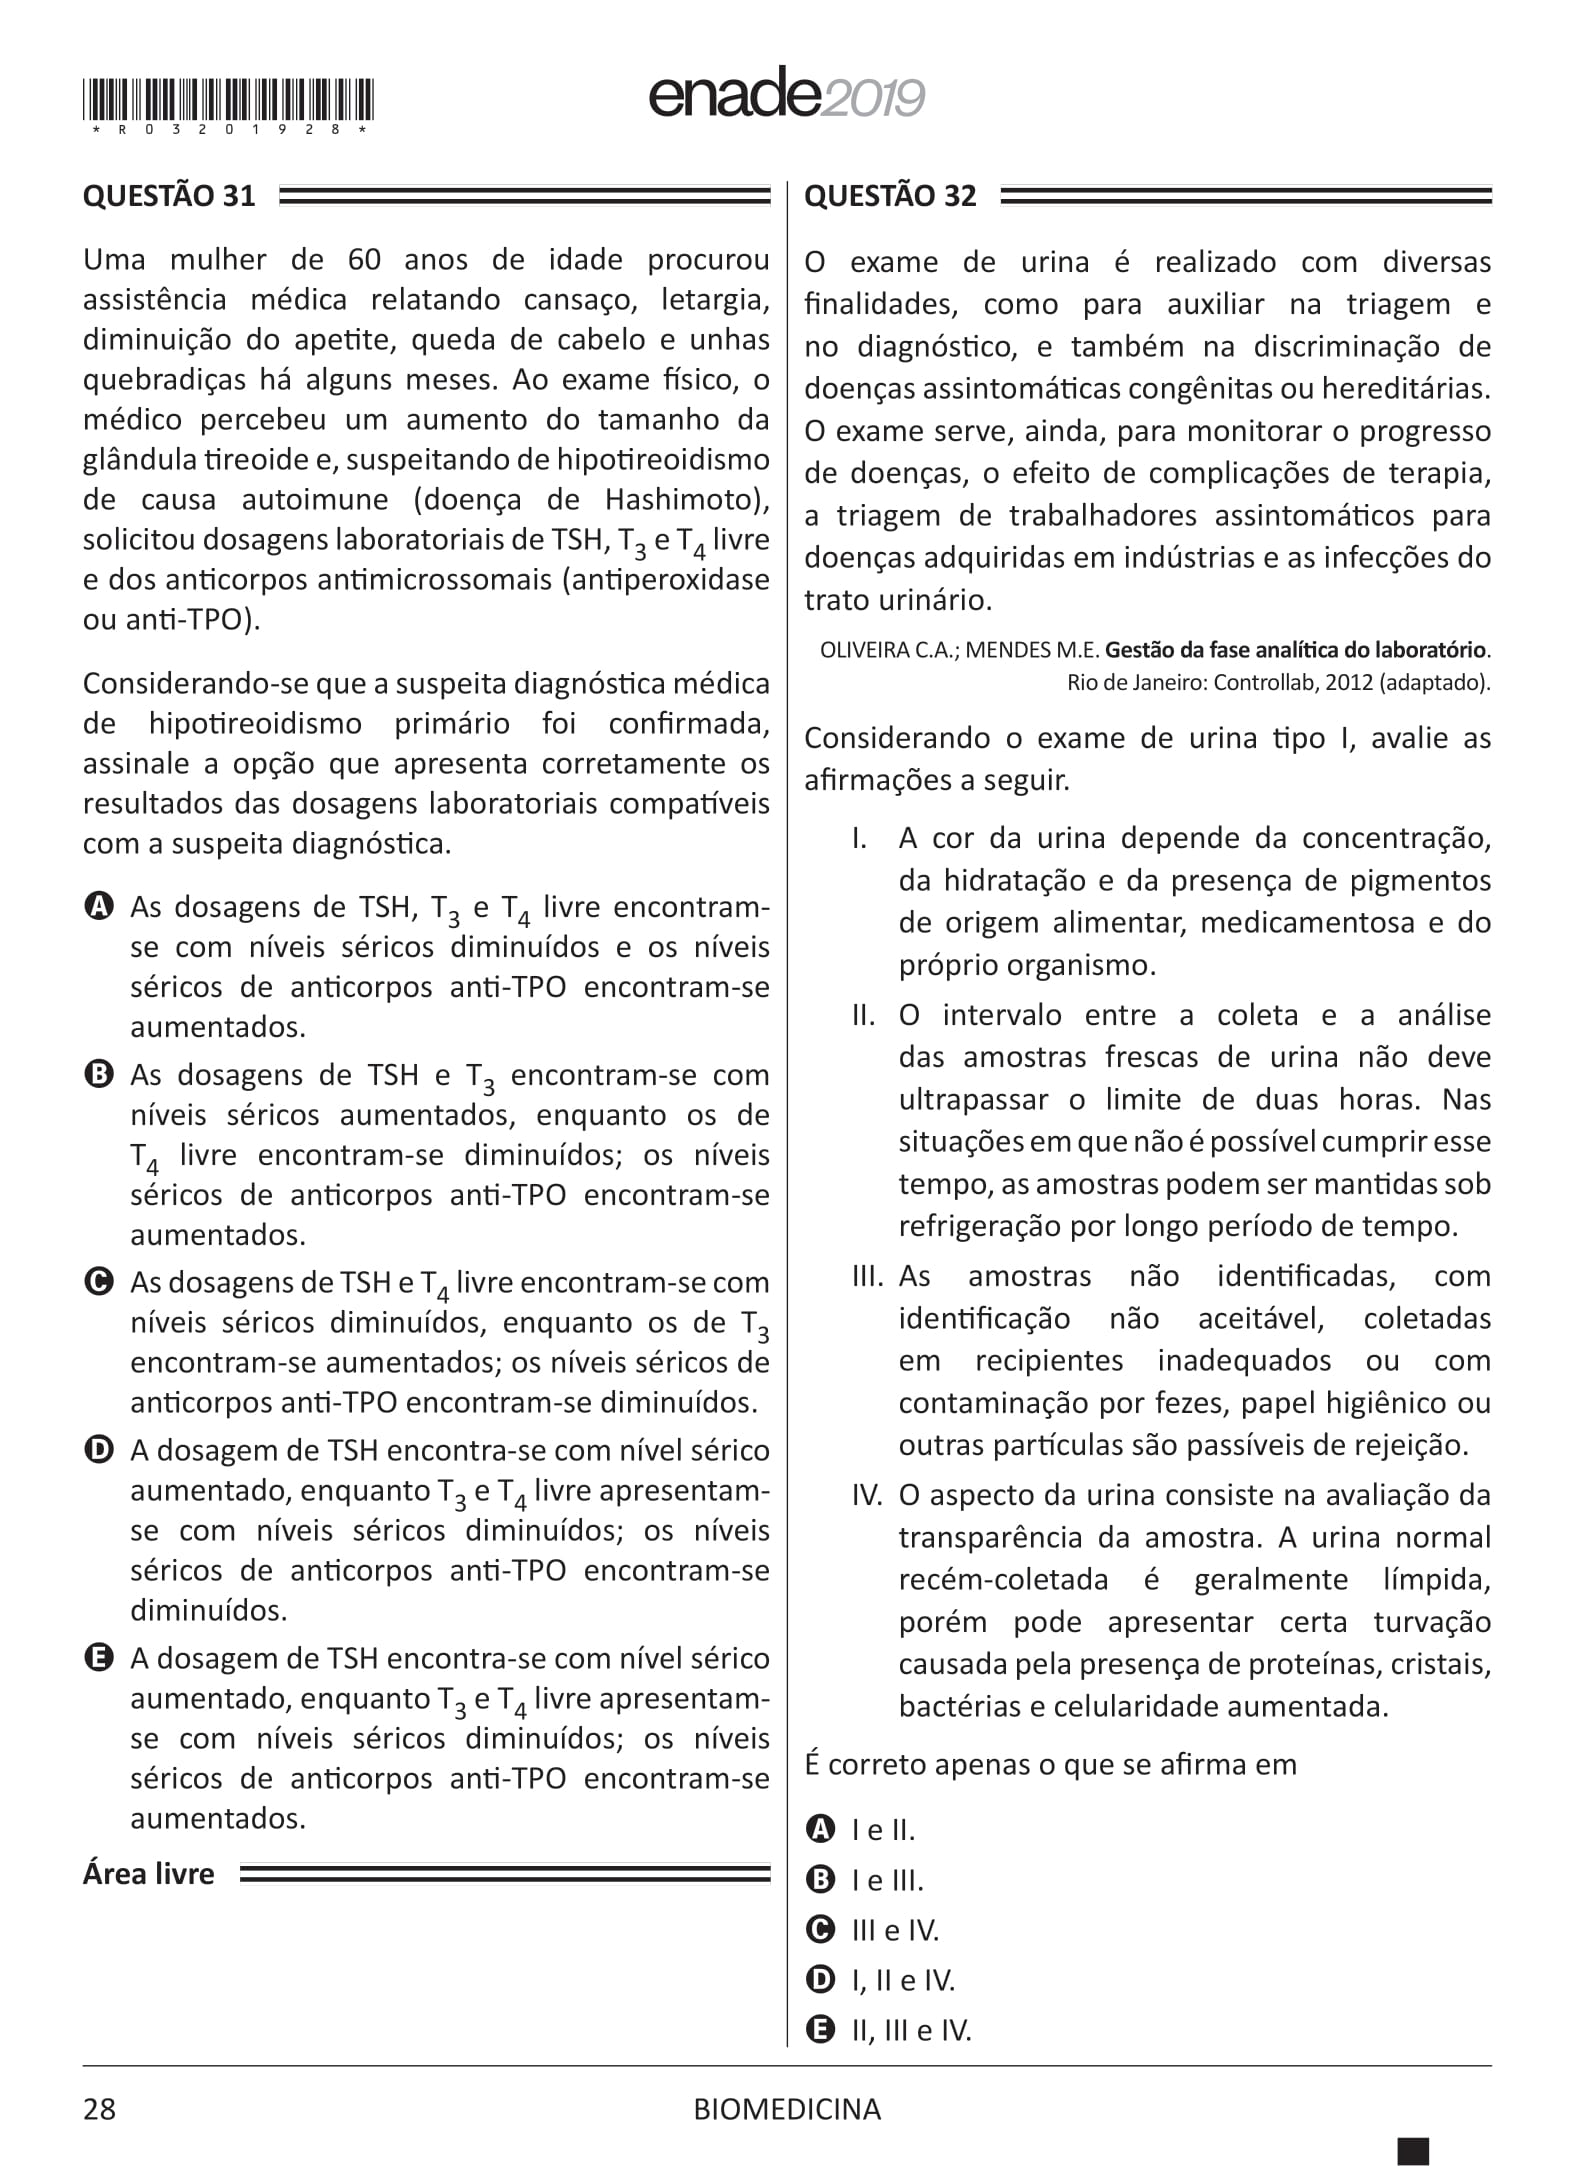 *R03201928*
enade2019
QUESTÃO 31
Uma mulher de 60 anos de idade procurou
assistência médica relatando cansaço, letargia,
diminuição do apetite, queda de cabelo e unhas
quebradiças há alguns meses. Ao exame físico, o
médico percebeu um aumento do tamanho da
glândula tireoide e, suspeitando de hipotireoidismo
de causa autoimune (doença de Hashimoto),
solicitou dosagens laboratoriais de TSH, T3 e T4 livre
e dos anticorpos antimicrossomais (antiperoxidase
ou anti-TPO).
Considerando-se que a suspeita diagnóstica médica
de hipotireoidismo primário foi confirmada,
assinale a opção que apresenta corretamente os
resultados das dosagens laboratoriais compatíveis
com a suspeita diagnóstica.
A As dosagens de TSH, T3 e T4 livre encontram-
se com níveis séricos diminuídos e os níveis
séricos de anticorpos anti-TPO encontram-se
aumentados.
B As dosagens de TSH e T3 encontram-se com
níveis séricos aumentados, enquanto os de
T4 livre encontram-se diminuídos; os níveis
séricos de anticorpos anti-TPO encontram-se
aumentados.
C As dosagens de TSH e T4 livre encontram-se com
níveis séricos diminuídos, enquanto os de T3
encontram-se aumentados; os níveis séricos de
anticorpos anti-TPO encontram-se diminuídos.
D A dosagem de TSH encontra-se com nível sérico
aumentado, enquanto T3 e T4 livre apresentam-
se com níveis séricos diminuídos; os níveis
séricos de anticorpos anti-TPO encontram-se
diminuídos.
E A dosagem de TSH encontra-se com nível sérico
aumentado, enquanto T3 e T4 livre apresentam-
se com níveis séricos diminuídos; os níveis
séricos de anticorpos anti-TPO encontram-se
aumentados.
Área livre
QUESTÃO 32
O exame de urina é realizado com diversas
finalidades, como para auxiliar na triagem e
no diagnóstico, e também na discriminação de
doenças assintomáticas congênitas ou hereditárias.
O exame serve, ainda, para monitorar o progresso
de doenças, o efeito de complicações de terapia,
a triagem de trabalhadores assintomáticos para
doenças adquiridas em indústrias e as infecções do
trato urinário.
OLIVEIRA C.A.; MENDES M.E. Gestão da fase analítica do laboratório.
Rio de Janeiro: Controllab, 2012 (adaptado).
Considerando o exame de urina tipo I, avalie as
afirmações a seguir.
I. A cor da urina depende da concentração,
da hidratação e da presença de pigmentos
de origem alimentar, medicamentosa e do
próprio organismo.
II. O intervalo entre a coleta e a análise
das amostras frescas de urina não deve
ultrapassar o limite de duas horas. Nas
situações em que não é possível cumprir esse
tempo, as amostras podem ser mantidas sob
refrigeração por longo período de tempo.
III. As amostras não identificadas, com
identificação não aceitável, coletadas
em recipientes inadequados ou com
contaminação por fezes, papel higiênico ou
outras partículas são passíveis de rejeição.
IV. O aspecto da urina consiste na avaliação da
transparência da amostra. A urina normal
recém-coletada é geralmente límpida,
porém pode apresentar certa turvação
causada pela presença de proteínas, cristais,
bactérias e celularidade aumentada.
É correto apenas o que se afirma em
A I e II.
B I e III.
C III e IV.
D I, II e IV.
E II, III e IV.
28
BIOMEDICINA